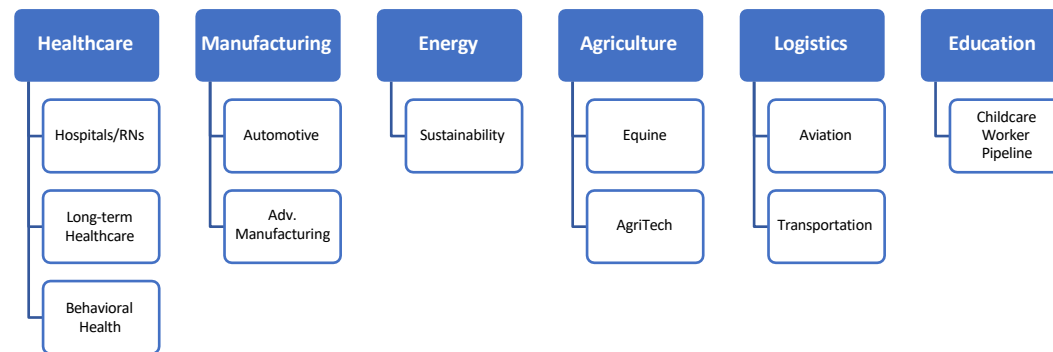 Healthcare
Hospitals/RNs
Long-term
Healthcare
Behavioral
Health
Manufacturing
Automotive
Adv.
Manufacturing
Energy
Sustainability
Agriculture
Equine
AgriTech
Logistics
Aviation
Transportation
Education
Childcare
Worker
Pipeline